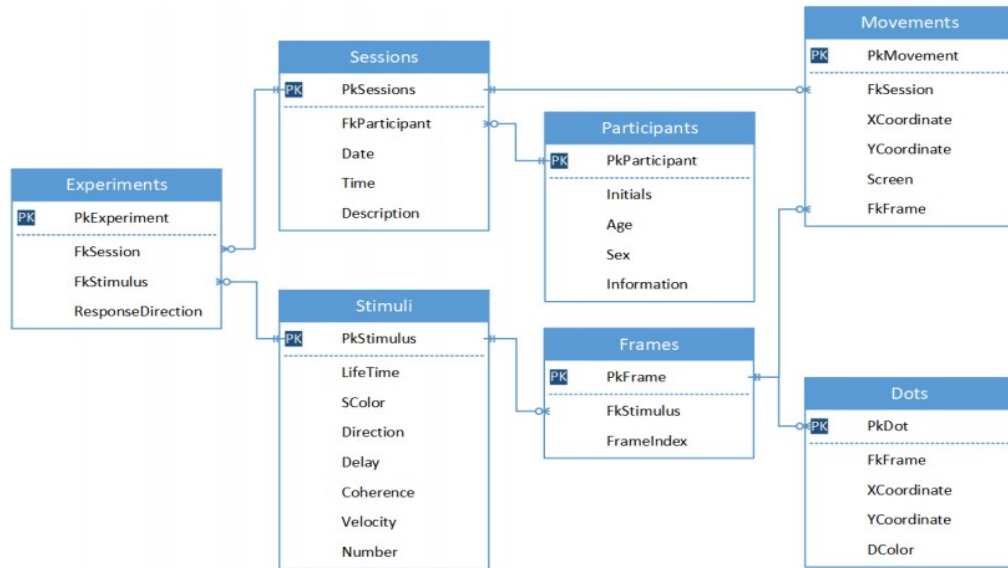 Experiments
PK PkExperiment
FkSession
FkStimulus
ResponseDirection
Sessions
PK PkSessions
FkParticipant
Date
Time
Description
Stimuli
PK PkStimulus
LifeTime
SColor
Direction
Delay
Coherence
Velocity
Number
Participants
PK PkParticipant
Initials
Age
Sex
Information
Frames
PK PkFrame
FkStimulus
FrameIndex
Movements
PK PkMovement
FkSession
XCoordinate
YCoordinate
Screen
FkFrame
Dots
PK PkDot
FkFrame
XCoordinate
YCoordinate
DColor